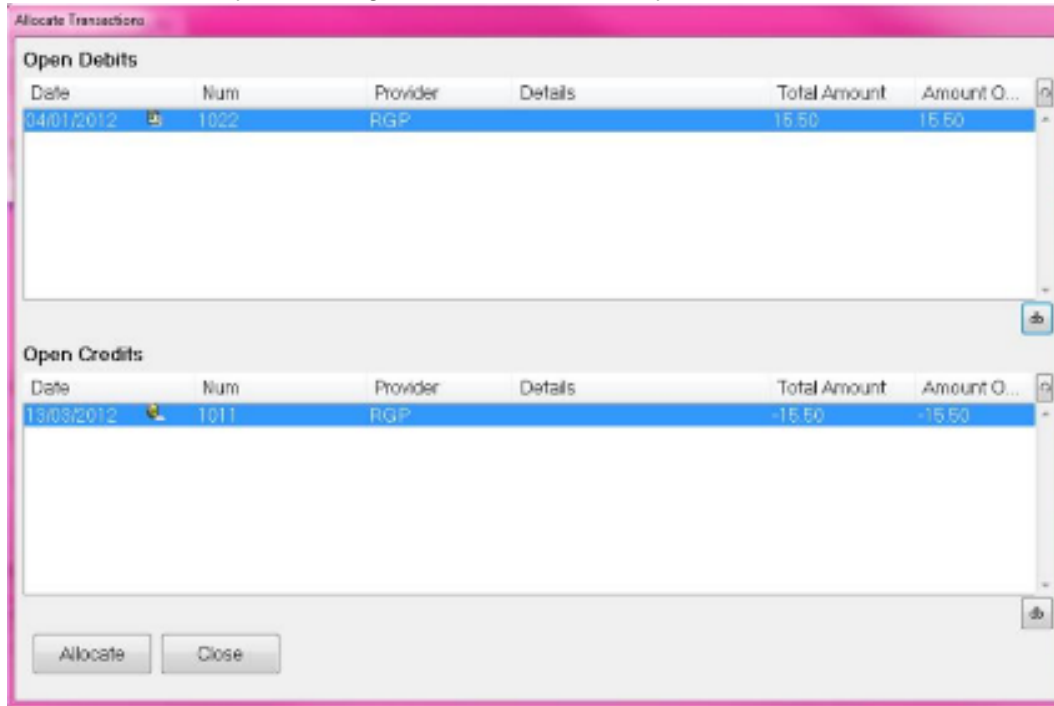 Allocate Transactions
Open Debits
Date Num Provider Details Total Amount Amount O...
04/01/2012 1022 RGP 15.50 15.50
Open Credits
Date Num Provider Details Total Amount Amount O...
13/03/2012 1011 RGP -15.50 -15.50
Allocate Close